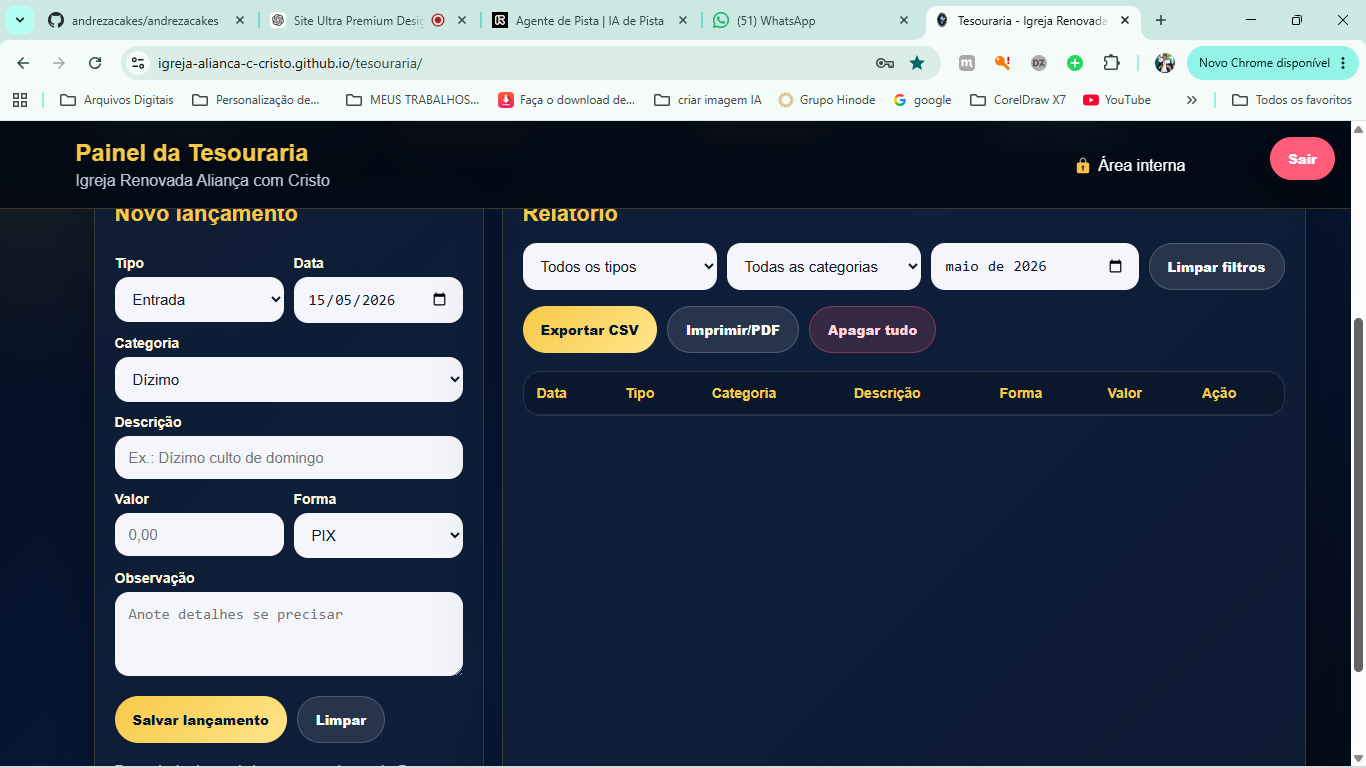 andrezacakes/andrezacakes
Site Ultra Premium Desig
Agente de Pista | IA de Pista
(51) WhatsApp
Tesouraria - Igreja Renovada
igreja-alianca-c-cristo.github.io/tesouraria/
Novo Chrome disponível
Arquivos Digitais
Personalização de...
MEUS TRABALHOS...
Faça o download de...
criar imagem IA
Grupo Hinode
google
CorelDraw X7
YouTube
Todos os favoritos
Painel da Tesouraria
Igreja Renovada Aliança com Cristo
Área interna
Sair
Novo lançamento
Tipo Data
Entrada 15/05/2026
Categoria
Dízimo
Descrição
Ex.: Dízimo culto de domingo
Valor Forma
0,00 PIX
Observação
Anote detalhes se precisar
Salvar lançamento Limpar
Relatório
Todos os tipos Todas as categorias maio de 2026 Limpar filtros
Exportar CSV Imprimir/PDF Apagar tudo
Data Tipo Categoria Descrição Forma Valor Ação